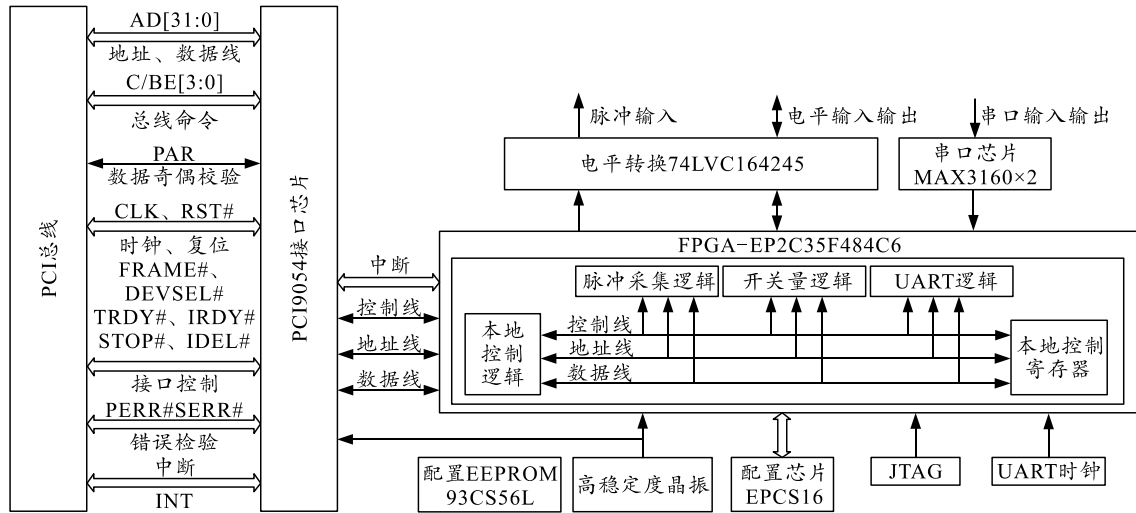 AD[31:0]
地址、数据线
C/BE[3:0]
总线命令
PAR
数据奇偶校验
CLK、RST#
时钟、复位
FRAME#、
DEVSEL#
TRDY#、IRDY#
STOP#、IDEL#
接口控制
PERR#SERR#
错误检验
中断
INT
PCI总线
PCI9054接口芯片
中断
控制线
地址线
数据线
脉冲输入
电平输入输出
串口输入输出
电平转换74LVC164245
串口芯片
MAX3160×2
FPGA-EP2C35F484C6
脉冲采集逻辑
开关量逻辑
UART逻辑
本地
控制
逻辑
控制线
地址线
数据线
本地控制
寄存器
配置EEPROM
93CS56L
高稳定度晶振
配置芯片
EPCS16
JTAG
UART时钟